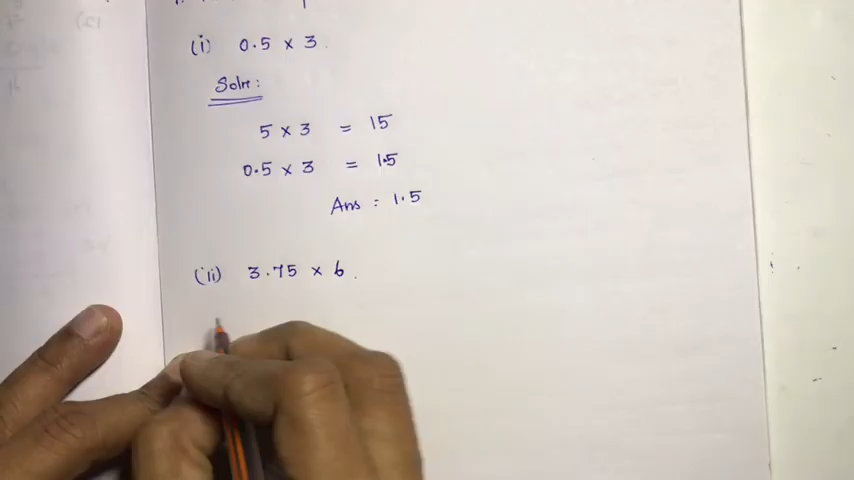 (i) 0.5 × 3.
Soln:
5 × 3 = 15
0.5 × 3 = 1.5
Ans : 1.5
(ii) 3.75 × 6.